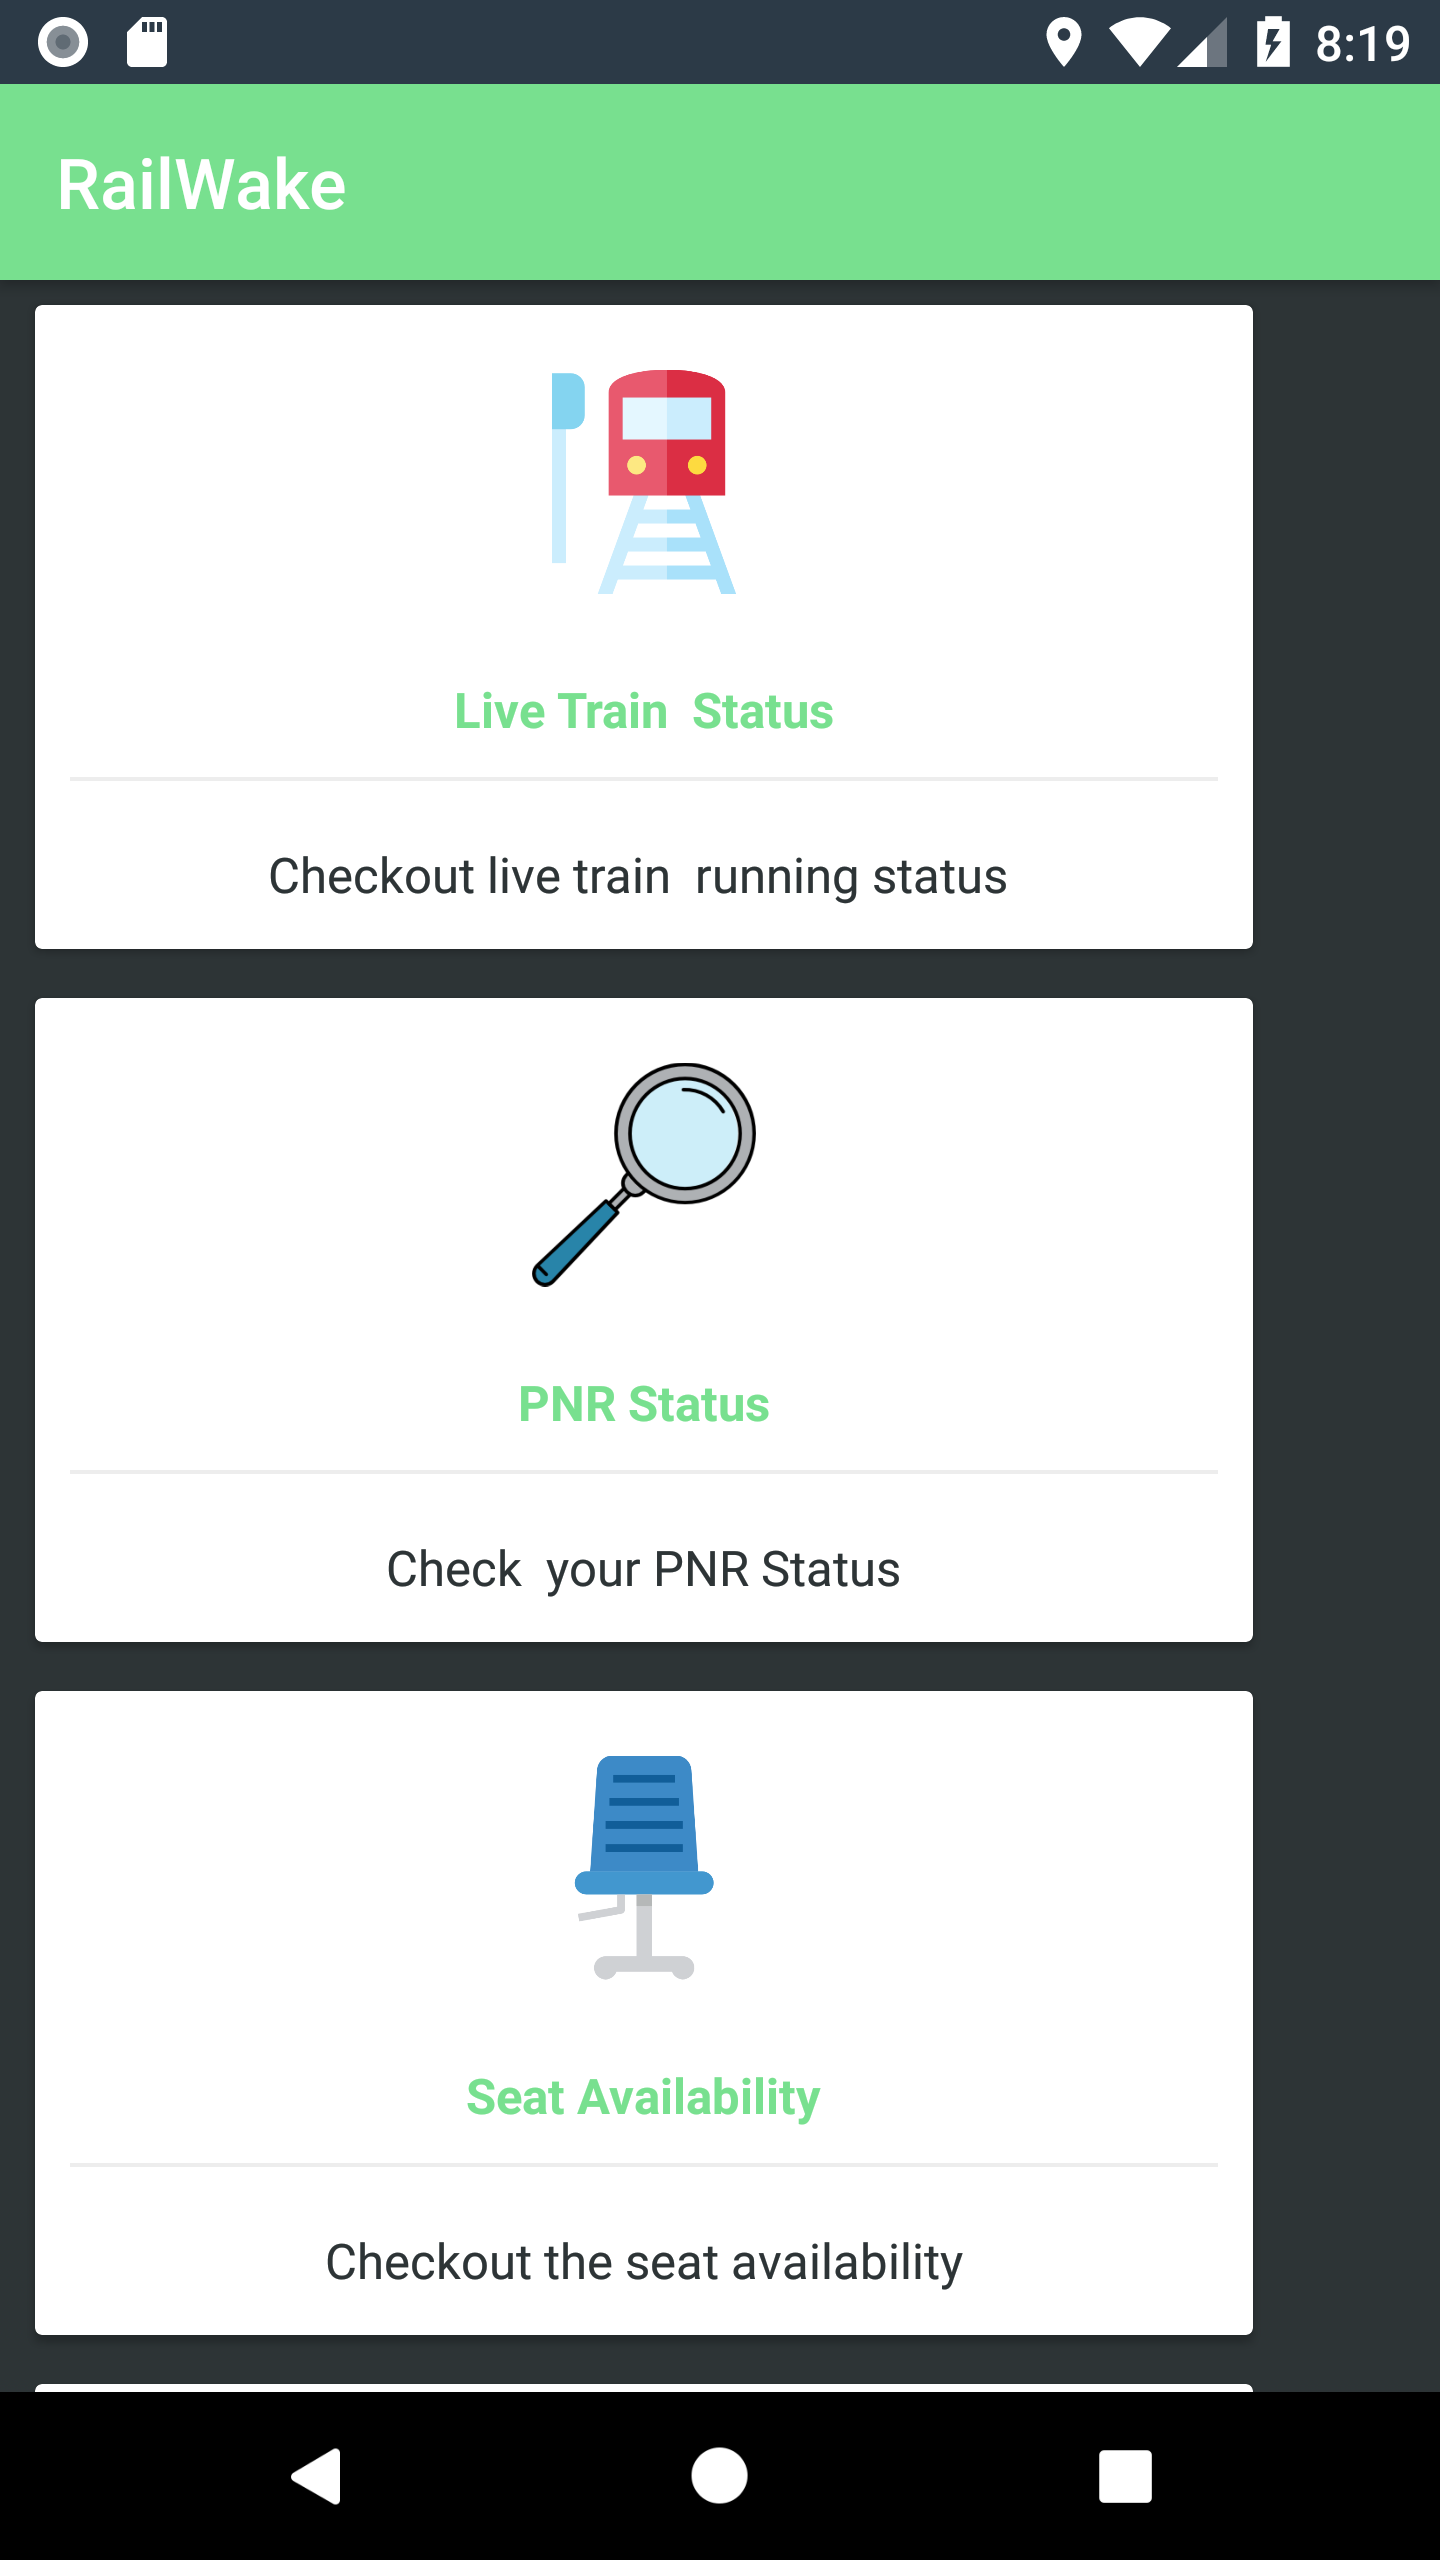 8:19
RailWake
Live Train  Status
Checkout live train  running status
PNR Status
Check  your PNR Status
Seat Availability
Checkout the seat availability